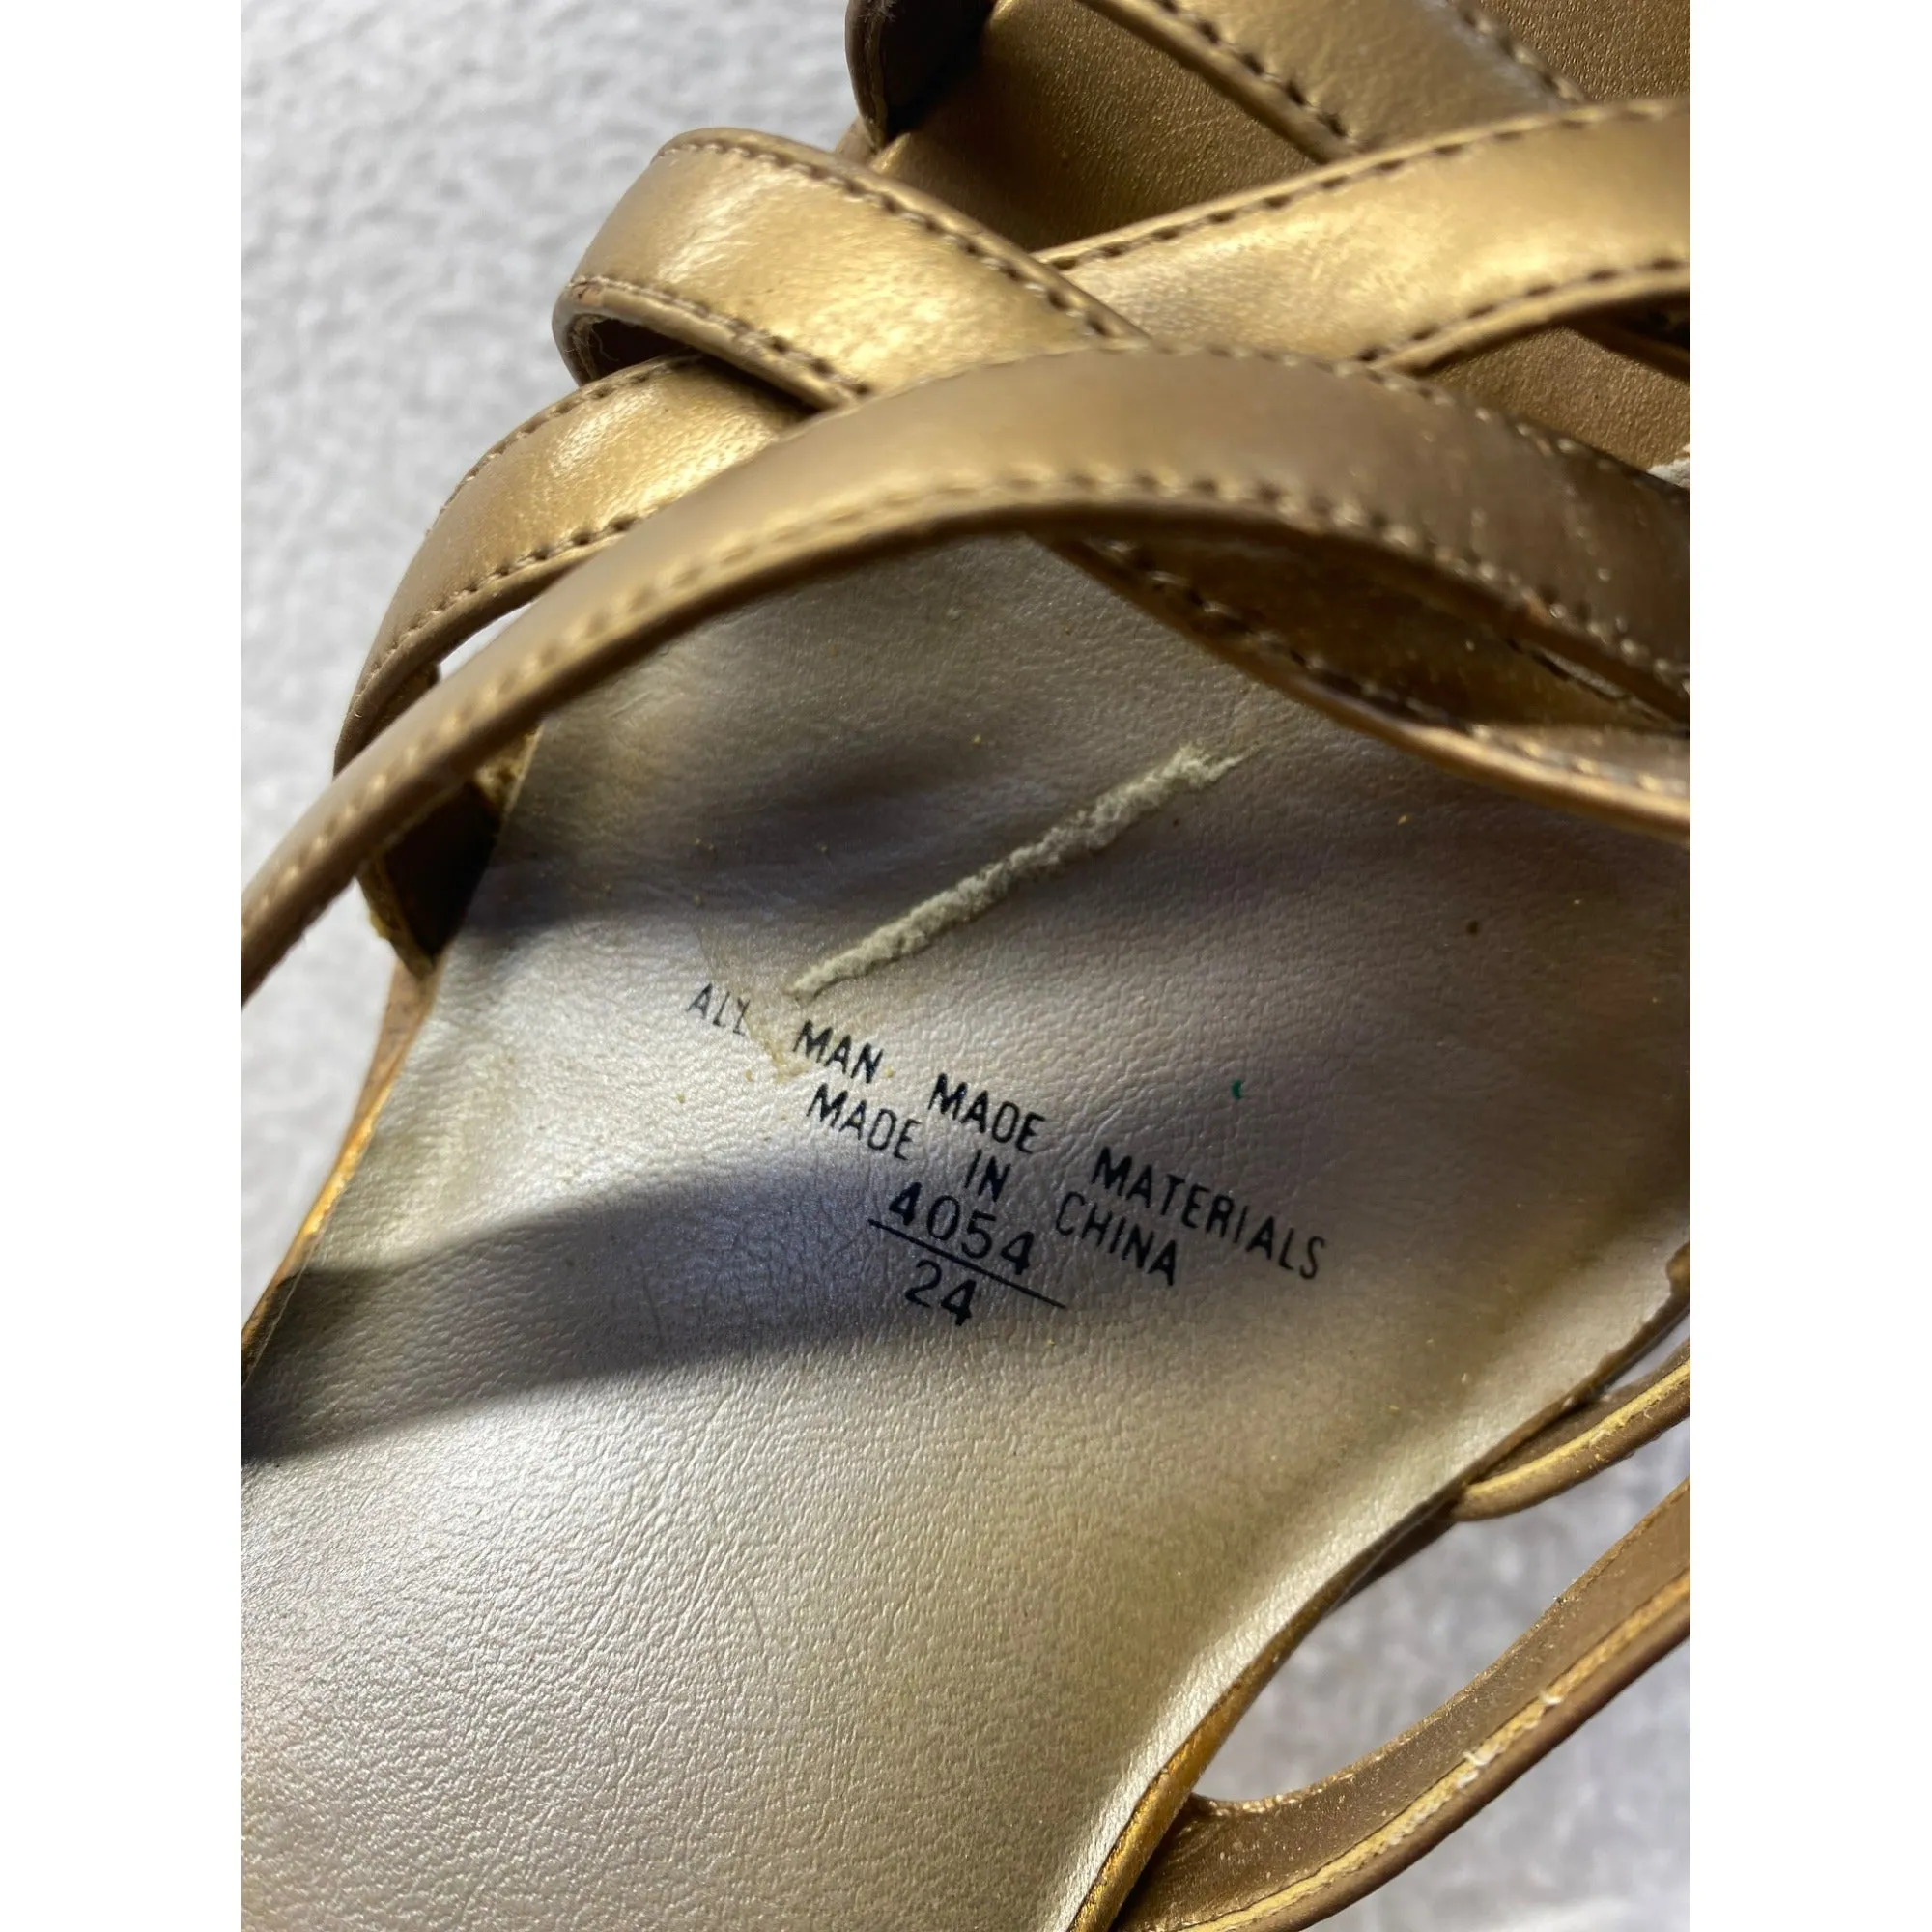 ALL MAN MADE MATERIALS
MADE IN CHINA
4054
24